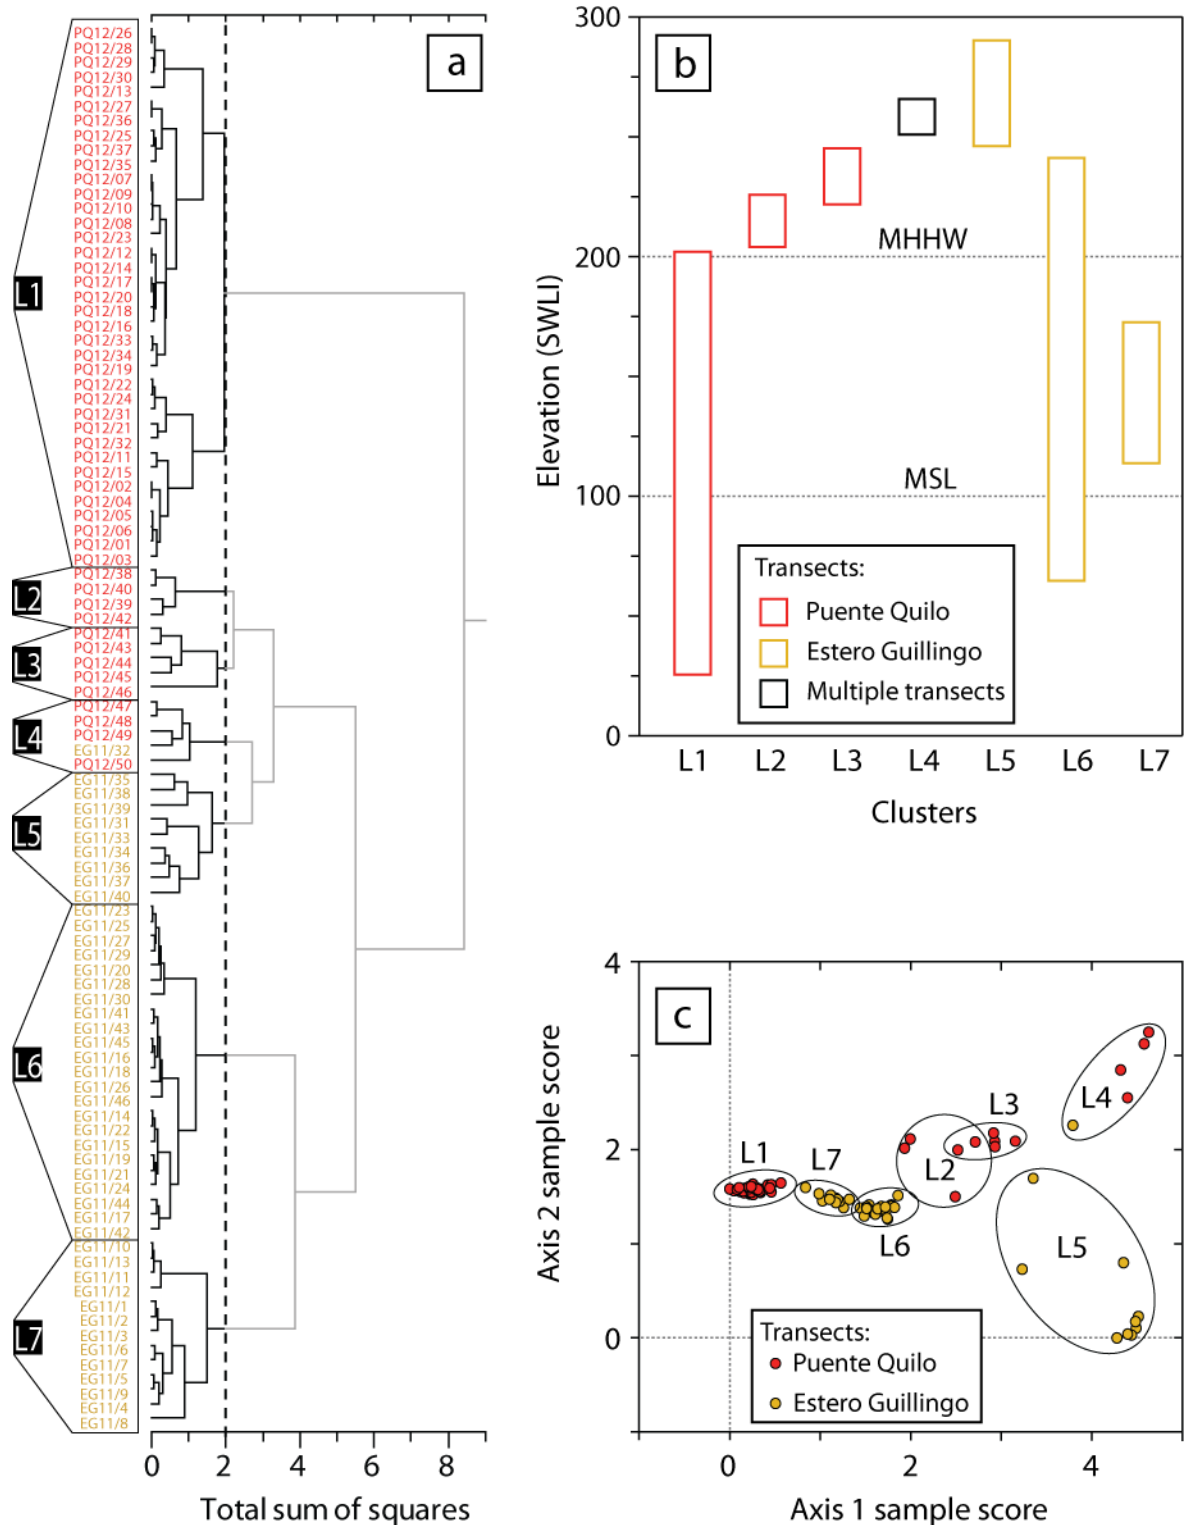 a
PQ12/26
PQ12/28
PQ12/29
PQ12/30
PQ12/13
PQ12/27
PQ12/36
PQ12/25
PQ12/37
PQ12/35
PQ12/07
PQ12/09
PQ12/10
PQ12/08
PQ12/23
PQ12/12
PQ12/14
PQ12/17
PQ12/20
PQ12/18
PQ12/16
PQ12/33
PQ12/34
PQ12/19
PQ12/22
PQ12/24
PQ12/31
PQ12/21
PQ12/32
PQ12/11
PQ12/15
PQ12/02
PQ12/04
PQ12/05
PQ12/06
PQ12/01
PQ12/03
L1
PQ12/38
PQ12/40
PQ12/39
PQ12/42
L2
PQ12/41
PQ12/43
PQ12/44
PQ12/45
PQ12/46
L3
PQ12/47
PQ12/48
PQ12/49
EG11/32
PQ12/50
L4
EG11/35
EG11/38
EG11/39
EG11/31
EG11/33
EG11/34
EG11/36
EG11/37
EG11/40
L5
EG11/23
EG11/25
EG11/27
EG11/29
EG11/20
EG11/28
EG11/30
EG11/41
EG11/43
EG11/45
EG11/16
EG11/18
EG11/26
EG11/46
EG11/14
EG11/22
EG11/15
EG11/19
EG11/21
EG11/24
EG11/44
EG11/17
EG11/42
L6
EG11/10
EG11/13
EG11/11
EG11/12
EG11/1
EG11/2
EG11/3
EG11/6
EG11/7
EG11/5
EG11/9
EG11/4
EG11/8
L7
0 2 4 6 8
Total sum of squares
b
300
200
100
0
Elevation (SWLI)
MHHW
MSL
Transects:
Puente Quilo
Estero Guillingo
Multiple transects
L1 L2 L3 L4 L5 L6 L7
Clusters
c
4
2
0
Axis 2 sample score
L1
L7
L6
L2
L3
L4
L5
Transects:
Puente Quilo
Estero Guillingo
0 2 4
Axis 1 sample score